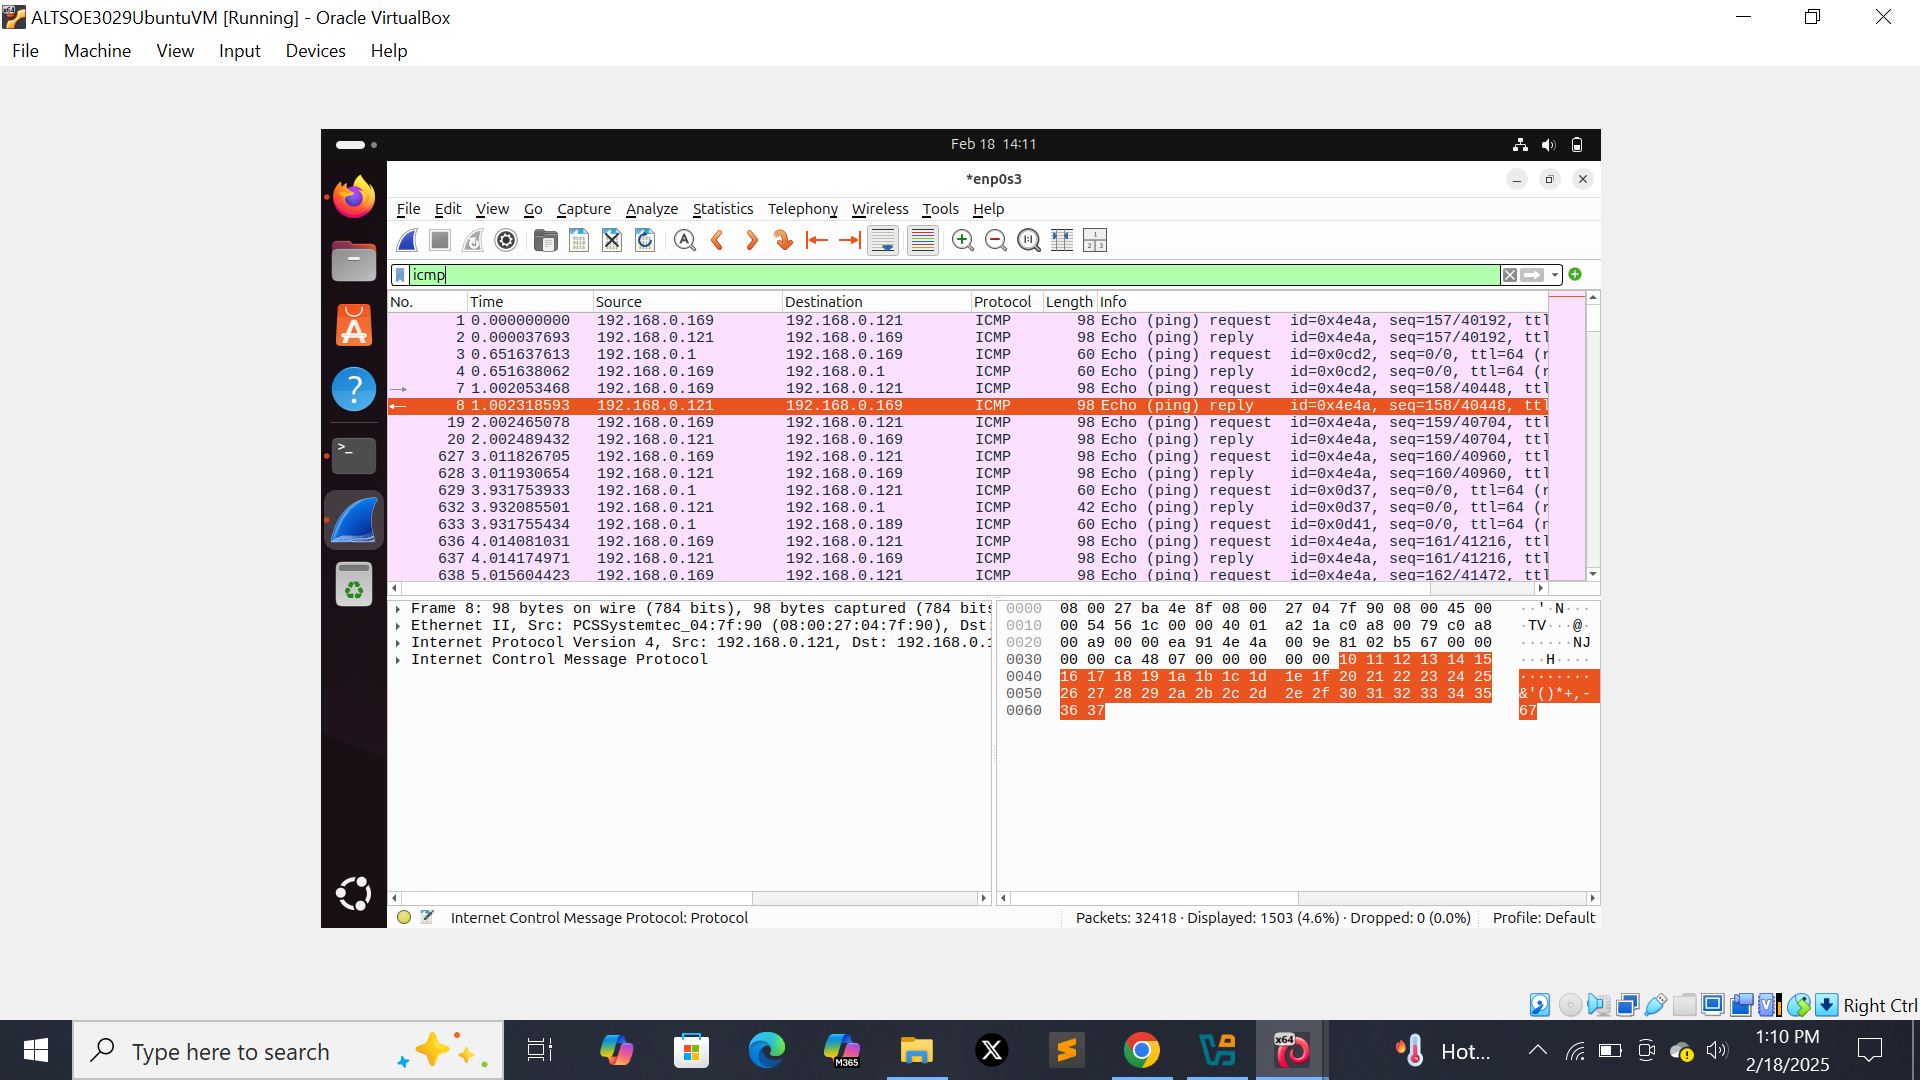 ALTSOE3029UbuntuVM [Running] - Oracle VirtualBox
File Machine View Input Devices Help
Feb 18 14:11
*enp0s3
File Edit View Go Capture Analyze Statistics Telephony Wireless Tools Help
icmp
No. Time Source Destination Protocol Length Info
1 0.000000000 192.168.0.169 192.168.0.121 ICMP 98 Echo (ping) request id=0x4e4a, seq=157/40192, ttl
2 0.000037693 192.168.0.121 192.168.0.169 ICMP 98 Echo (ping) reply id=0x4e4a, seq=157/40192, ttl
3 0.651637613 192.168.0.1 192.168.0.169 ICMP 60 Echo (ping) request id=0x0cd2, seq=0/0, ttl=64 (r
4 0.651638062 192.168.0.169 192.168.0.1 ICMP 60 Echo (ping) reply id=0x0cd2, seq=0/0, ttl=64 (r
7 1.002053468 192.168.0.169 192.168.0.121 ICMP 98 Echo (ping) request id=0x4e4a, seq=158/40448, ttl
8 1.002318593 192.168.0.121 192.168.0.169 ICMP 98 Echo (ping) reply id=0x4e4a, seq=158/40448, ttl
19 2.002465078 192.168.0.169 192.168.0.121 ICMP 98 Echo (ping) request id=0x4e4a, seq=159/40704, ttl
20 2.002489432 192.168.0.121 192.168.0.169 ICMP 98 Echo (ping) reply id=0x4e4a, seq=159/40704, ttl
627 3.011826705 192.168.0.169 192.168.0.121 ICMP 98 Echo (ping) request id=0x4e4a, seq=160/40960, ttl
628 3.011930654 192.168.0.121 192.168.0.169 ICMP 98 Echo (ping) reply id=0x4e4a, seq=160/40960, ttl
629 3.931753933 192.168.0.1 192.168.0.121 ICMP 60 Echo (ping) request id=0x0d37, seq=0/0, ttl=64 (r
632 3.932085501 192.168.0.121 192.168.0.1 ICMP 42 Echo (ping) reply id=0x0d37, seq=0/0, ttl=64 (r
633 3.931755434 192.168.0.1 192.168.0.189 ICMP 60 Echo (ping) request id=0x0d41, seq=0/0, ttl=64 (n
636 4.014081031 192.168.0.169 192.168.0.121 ICMP 98 Echo (ping) request id=0x4e4a, seq=161/41216, ttl
637 4.014174971 192.168.0.121 192.168.0.169 ICMP 98 Echo (ping) reply id=0x4e4a, seq=161/41216, ttl
638 5.015604423 192.168.0.169 192.168.0.121 ICMP 98 Echo (ping) request id=0x4e4a, seq=162/41472, ttl
Frame 8: 98 bytes on wire (784 bits), 98 bytes captured (784 bits
Ethernet II, Src: PCSSystemtec_04:7f:90 (08:00:27:04:7f:90), Dst:
Internet Protocol Version 4, Src: 192.168.0.121, Dst: 192.168.0.1
Internet Control Message Protocol
0000 08 00 27 ba 4e 8f 08 00 27 04 7f 90 08 00 45 00 ··'·N···
0010 00 54 56 1c 00 00 40 01 a2 1a c0 a8 00 79 c0 a8 ·TV···@·
0020 00 a9 00 00 ea 91 4e 4a 00 9e 81 02 b5 67 00 00 ······NJ
0030 00 00 ca 48 07 00 00 00 00 00 10 11 12 13 14 15 ···H····
0040 16 17 18 19 1a 1b 1c 1d 1e 1f 20 21 22 23 24 25 ········
0050 26 27 28 29 2a 2b 2c 2d 2e 2f 30 31 32 33 34 35 &'()*+,-
0060 36 37 67
Internet Control Message Protocol: Protocol Packets: 32418 · Displayed: 1503 (4.6%) · Dropped: 0 (0.0%) Profile: Default
Right Ctrl
Type here to search
M365
x64
Hot...
1:10 PM
2/18/2025